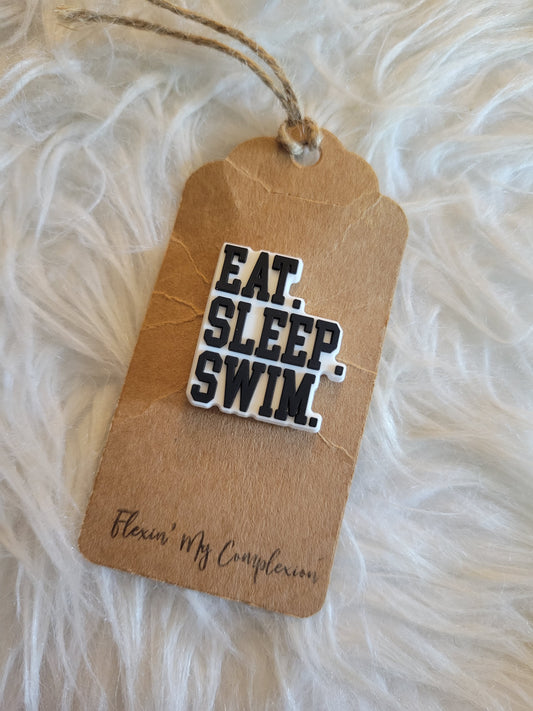 EAT.
SLEEP.
SWIM.
Flexin' My Complexion